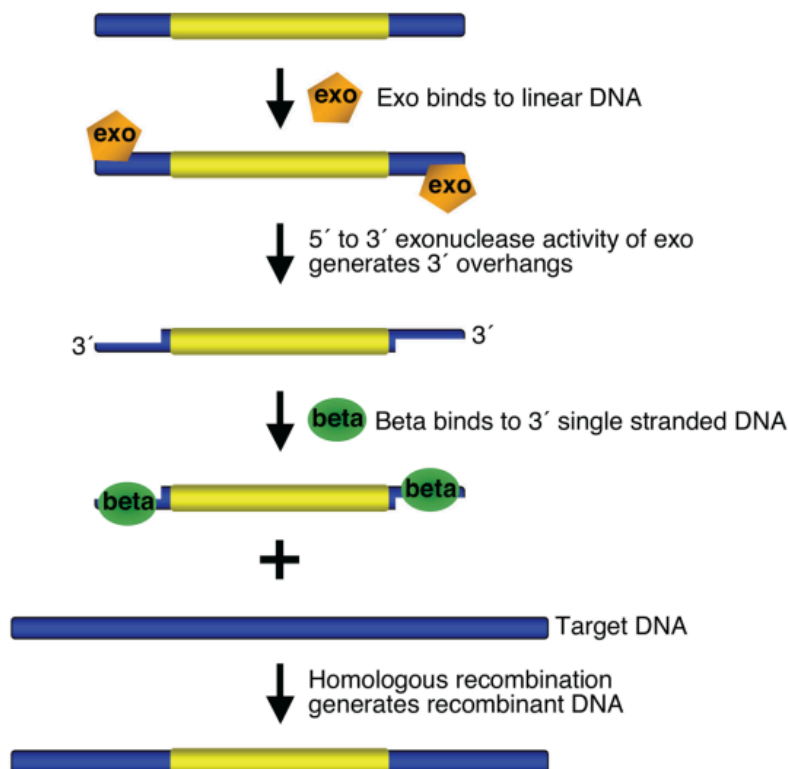 exo
Exo binds to linear DNA
exo
exo
5´ to 3´ exonuclease activity of exo
generates 3´ overhangs
3´
3´
beta
Beta binds to 3´ single stranded DNA
beta
beta
+
Target DNA
Homologous recombination
generates recombinant DNA